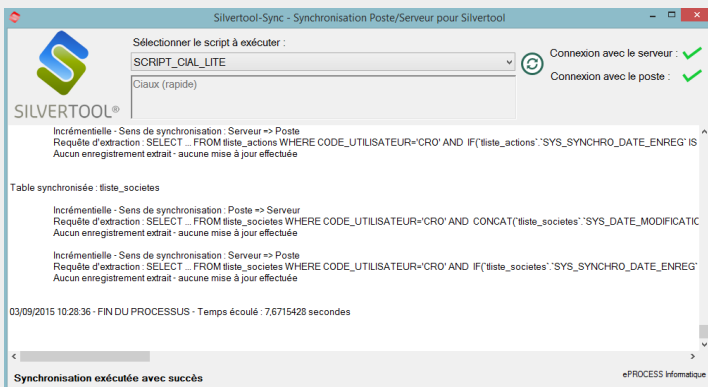 Silvertool-Sync - Synchronisation Poste/Serveur pour Silvertool
Sélectionner le script à exécuter :
SCRIPT_CIAL_LITE
Connexion avec le serveur :
Connexion avec le poste :
Ciaux (rapide)
SILVERTOOL®
Incrémentielle - Sens de synchronisation : Serveur => Poste
Requête d'extraction : SELECT ... FROM tliste_actions WHERE CODE_UTILISATEUR='CRO' AND IF(`tliste_actions`.`SYS_SYNCHRO_DATE_ENREG` IS
Aucun enregistrement extrait - aucune mise à jour effectuée
Table synchronisée : tliste_societes
Incrémentielle - Sens de synchronisation : Poste => Serveur
Requête d'extraction : SELECT ... FROM tliste_societes WHERE CODE_UTILISATEUR='CRO' AND CONCAT(`tliste_societes`.`SYS_DATE_MODIFICATIO
Aucun enregistrement extrait - aucune mise à jour effectuée
Incrémentielle - Sens de synchronisation : Serveur => Poste
Requête d'extraction : SELECT ... FROM tliste_societes WHERE CODE_UTILISATEUR='CRO' AND IF(`tliste_societes`.`SYS_SYNCHRO_DATE_ENREG`
Aucun enregistrement extrait - aucune mise à jour effectuée
03/09/2015 10:28:36 - FIN DU PROCESSUS - Temps écoulé : 7,6715428 secondes
Synchronisation exécutée avec succès
ePROCESS Informatique